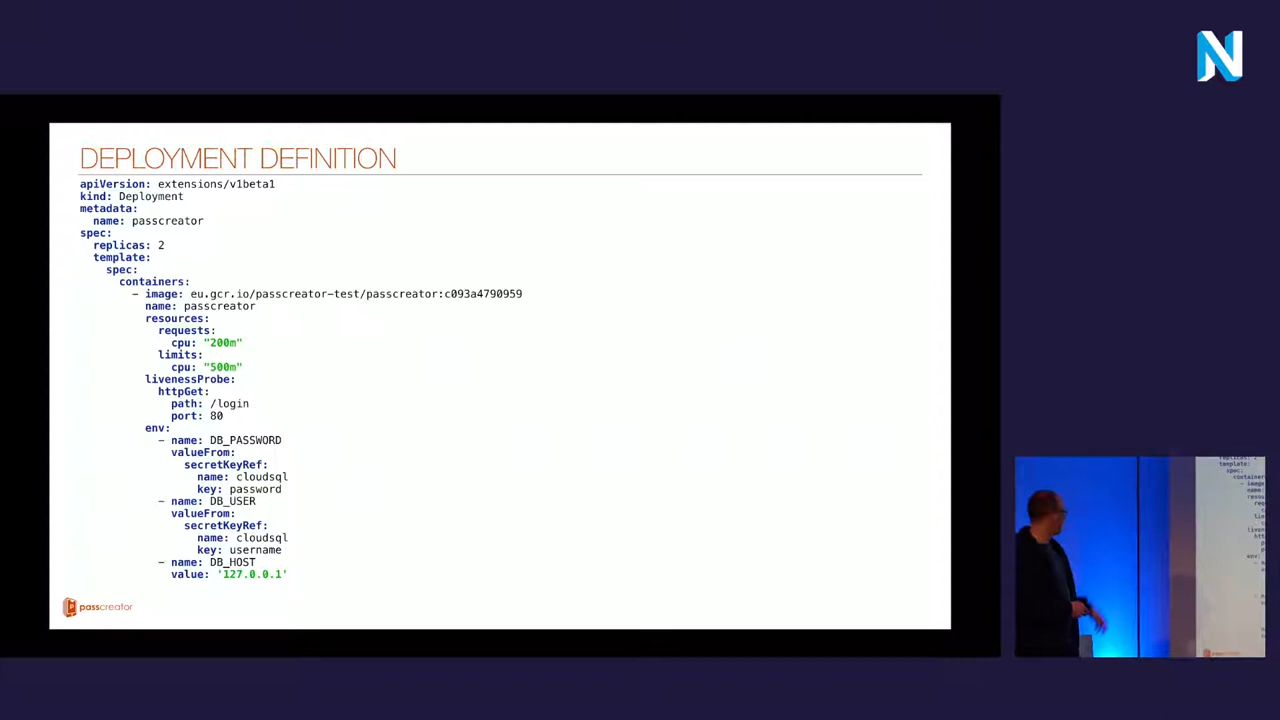 DEPLOYMENT DEFINITION
apiVersion: extensions/v1beta1
kind: Deployment
metadata:
  name: passcreator
spec:
  replicas: 2
  template:
    spec:
      containers:
        - image: eu.gcr.io/passcreator-test/passcreator:c093a4790959
          name: passcreator
          resources:
            requests:
              cpu: "200m"
            limits:
              cpu: "500m"
          livenessProbe:
            httpGet:
              path: /login
              port: 80
          env:
            - name: DB_PASSWORD
              valueFrom:
                secretKeyRef:
                  name: cloudsql
                  key: password
            - name: DB_USER
              valueFrom:
                secretKeyRef:
                  name: cloudsql
                  key: username
            - name: DB_HOST
              value: '127.0.0.1'
passcreator
N
template:
spec: